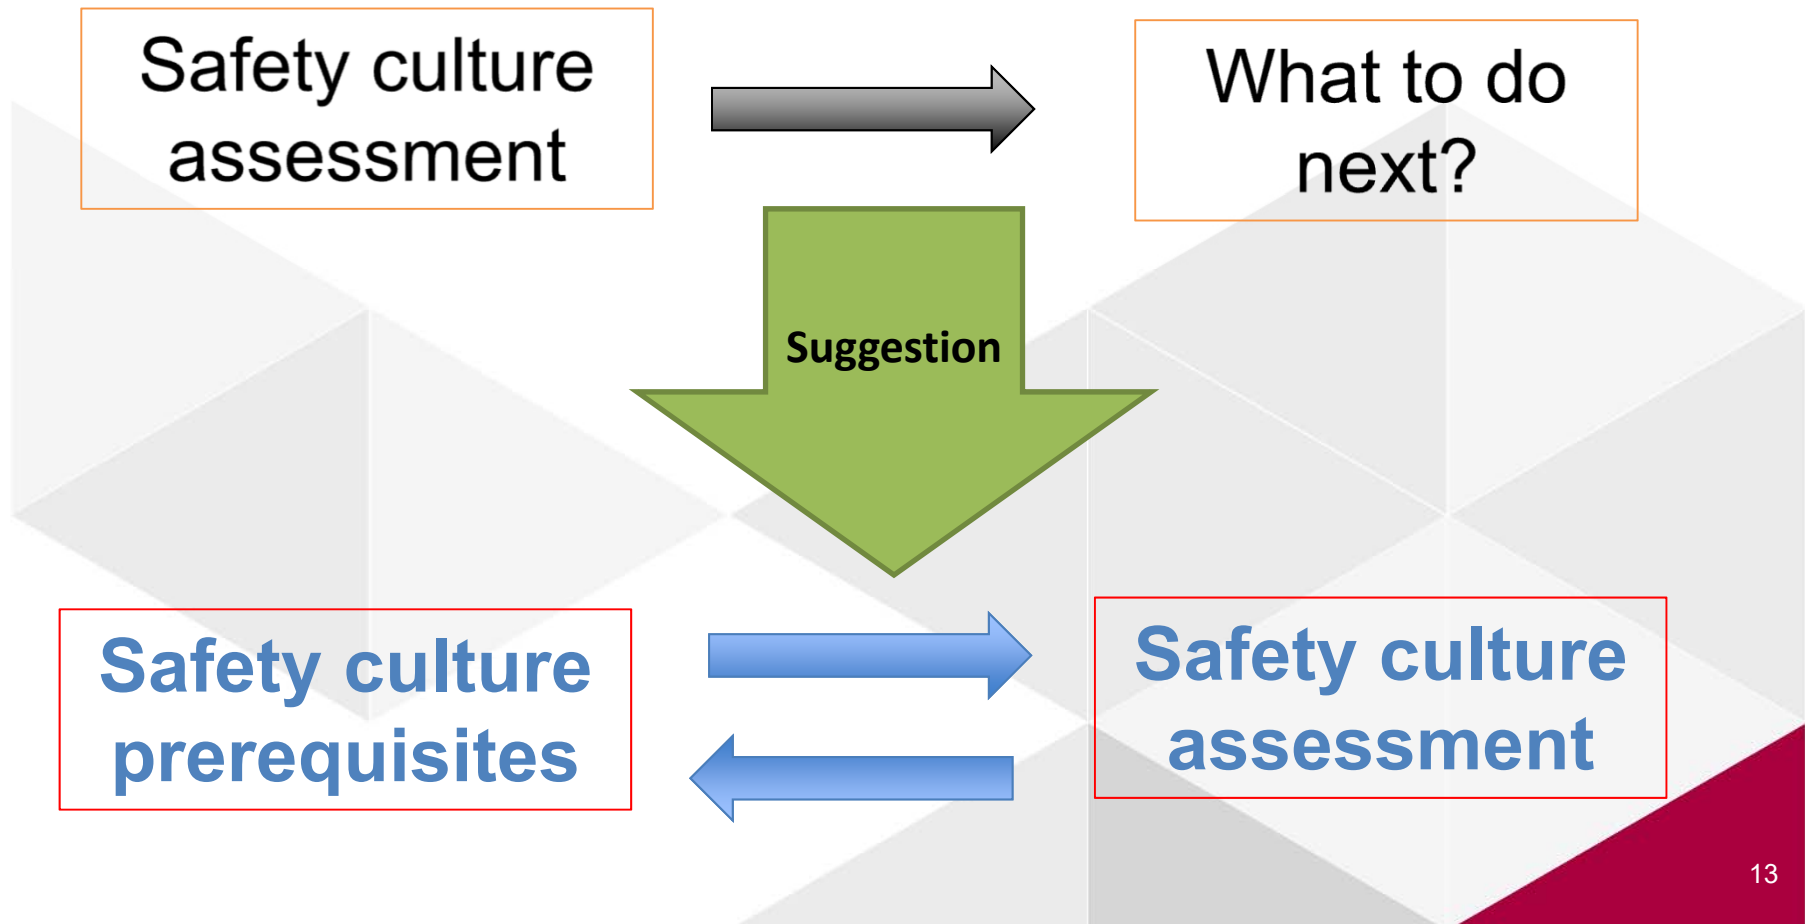 Safety culture
assessment
What to do
next?
Suggestion
Safety culture
prerequisites
Safety culture
assessment
13